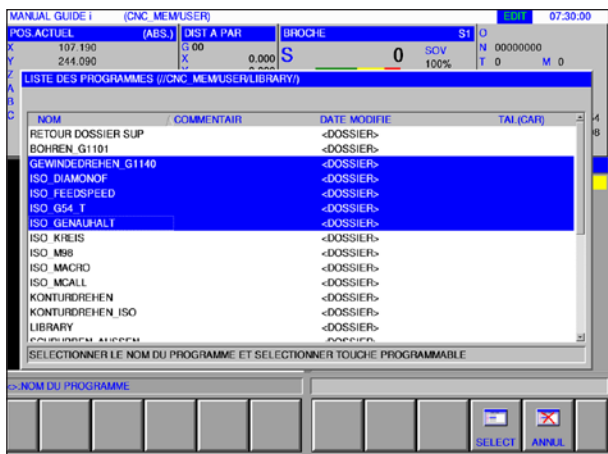 MANUAL GUIDE i (CNC_MEM/USER) EDIT 07:30:00
POS.ACTUEL (ABS.) DIST A PAR BROCHE S1 O
X 107.190 G 00 S 0 SOV N 00000000
Y 244.090 X 0.000 100% T 0 M 0
Z
LISTE DES PROGRAMMES (//CNC_MEM/USER/LIBRARY/)
A
B
C
NOM / COMMENTAIR DATE MODIFIE TAI.(CAR)
RETOUR DOSSIER SUP <DOSSIER>
BOHREN_G1101 <DOSSIER>
GEWINDEDREHEN_G1140 <DOSSIER>
ISO_DIAMONOF <DOSSIER>
ISO_FEEDSPEED <DOSSIER>
ISO_G54_T <DOSSIER>
ISO_GENAUHALT <DOSSIER>
ISO_KREIS <DOSSIER>
ISO_M98 <DOSSIER>
ISO_MACRO <DOSSIER>
ISO_MCALL <DOSSIER>
KONTURDREHEN <DOSSIER>
KONTURDREHEN_ISO <DOSSIER>
LIBRARY <DOSSIER>
SELECTIONNER LE NOM DU PROGRAMME ET SELECTIONNER TOUCHE PROGRAMMABLE
<>:NOM DU PROGRAMME
SELECT ANNUL